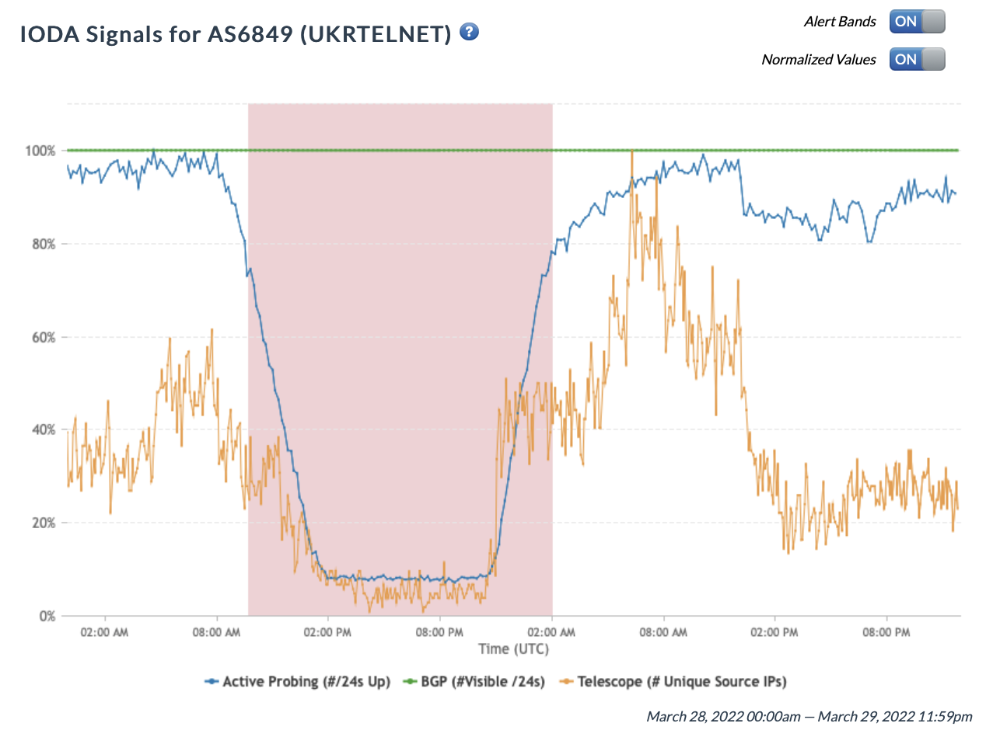 IODA Signals for AS6849 (UKRTELNET) ?
Alert Bands ON
Normalized Values ON
100%
80%
60%
40%
20%
0%
02:00 AM 08:00 AM 02:00 PM 08:00 PM 02:00 AM 08:00 AM 02:00 PM 08:00 PM
Time (UTC)
Active Probing (#/24s Up) BGP (#Visible /24s) Telescope (# Unique Source IPs)
March 28, 2022 00:00am — March 29, 2022 11:59pm